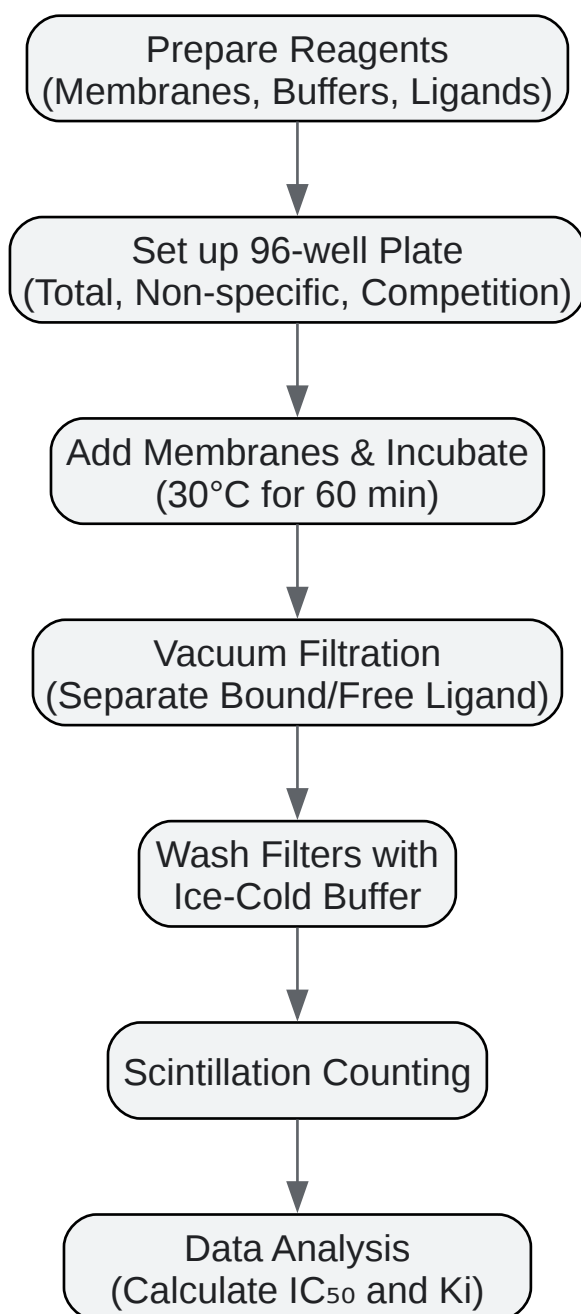 Prepare Reagents
(Membranes, Buffers, Ligands)
Set up 96-well Plate
(Total, Non-specific, Competition)
Add Membranes & Incubate
(30°C for 60 min)
Vacuum Filtration
(Separate Bound/Free Ligand)
Wash Filters with
Ice-Cold Buffer
Scintillation Counting
Data Analysis
(Calculate IC₅₀ and Ki)